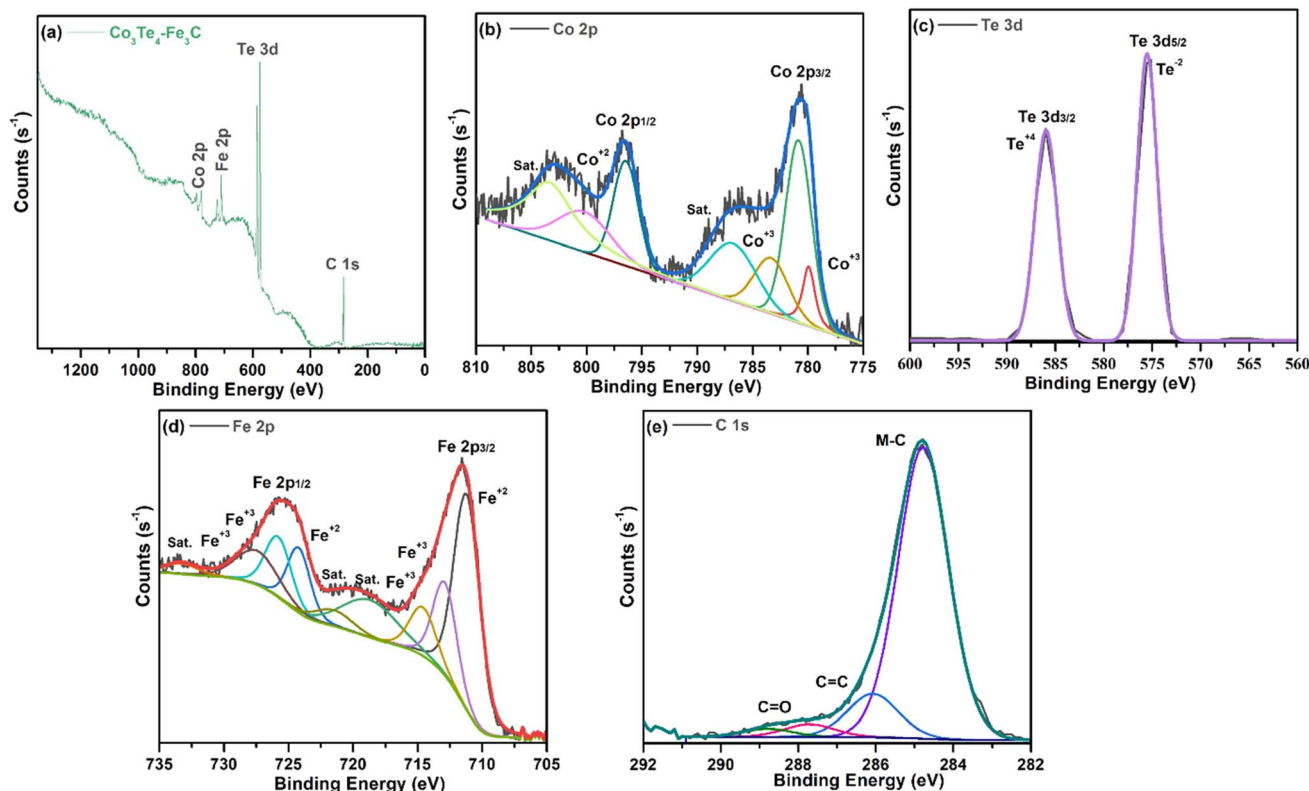 (a)
Co₃Te₄-Fe₃C
Te 3d
Co 2p
Fe 2p
C 1s
Counts (s⁻¹)
1200 1000 800 600 400 200 0
Binding Energy (eV)
(b) Co 2p
Co 2p3/2
Co 2p1/2
Co⁺²
Sat.
Sat.
Co⁺³
Co⁺³
Counts (s⁻¹)
810 805 800 795 790 785 780 775
Binding Energy (eV)
(c) Te 3d
Te 3d5/2
Te⁻²
Te 3d3/2
Te⁺⁴
Counts (s⁻¹)
600 595 590 585 580 575 570 565 560
Binding Energy (eV)
(d) Fe 2p
Fe 2p3/2
Fe⁺²
Fe 2p1/2
Fe⁺³
Fe⁺³
Fe⁺²
Sat.
Fe⁺³
Sat.
Sat.
Fe⁺³
Counts (s⁻¹)
735 730 725 720 715 710 705
Binding Energy (eV)
(e) C 1s
M-C
C=C
C=O
Counts (s⁻¹)
292 290 288 286 284 282
Binding Energy (eV)